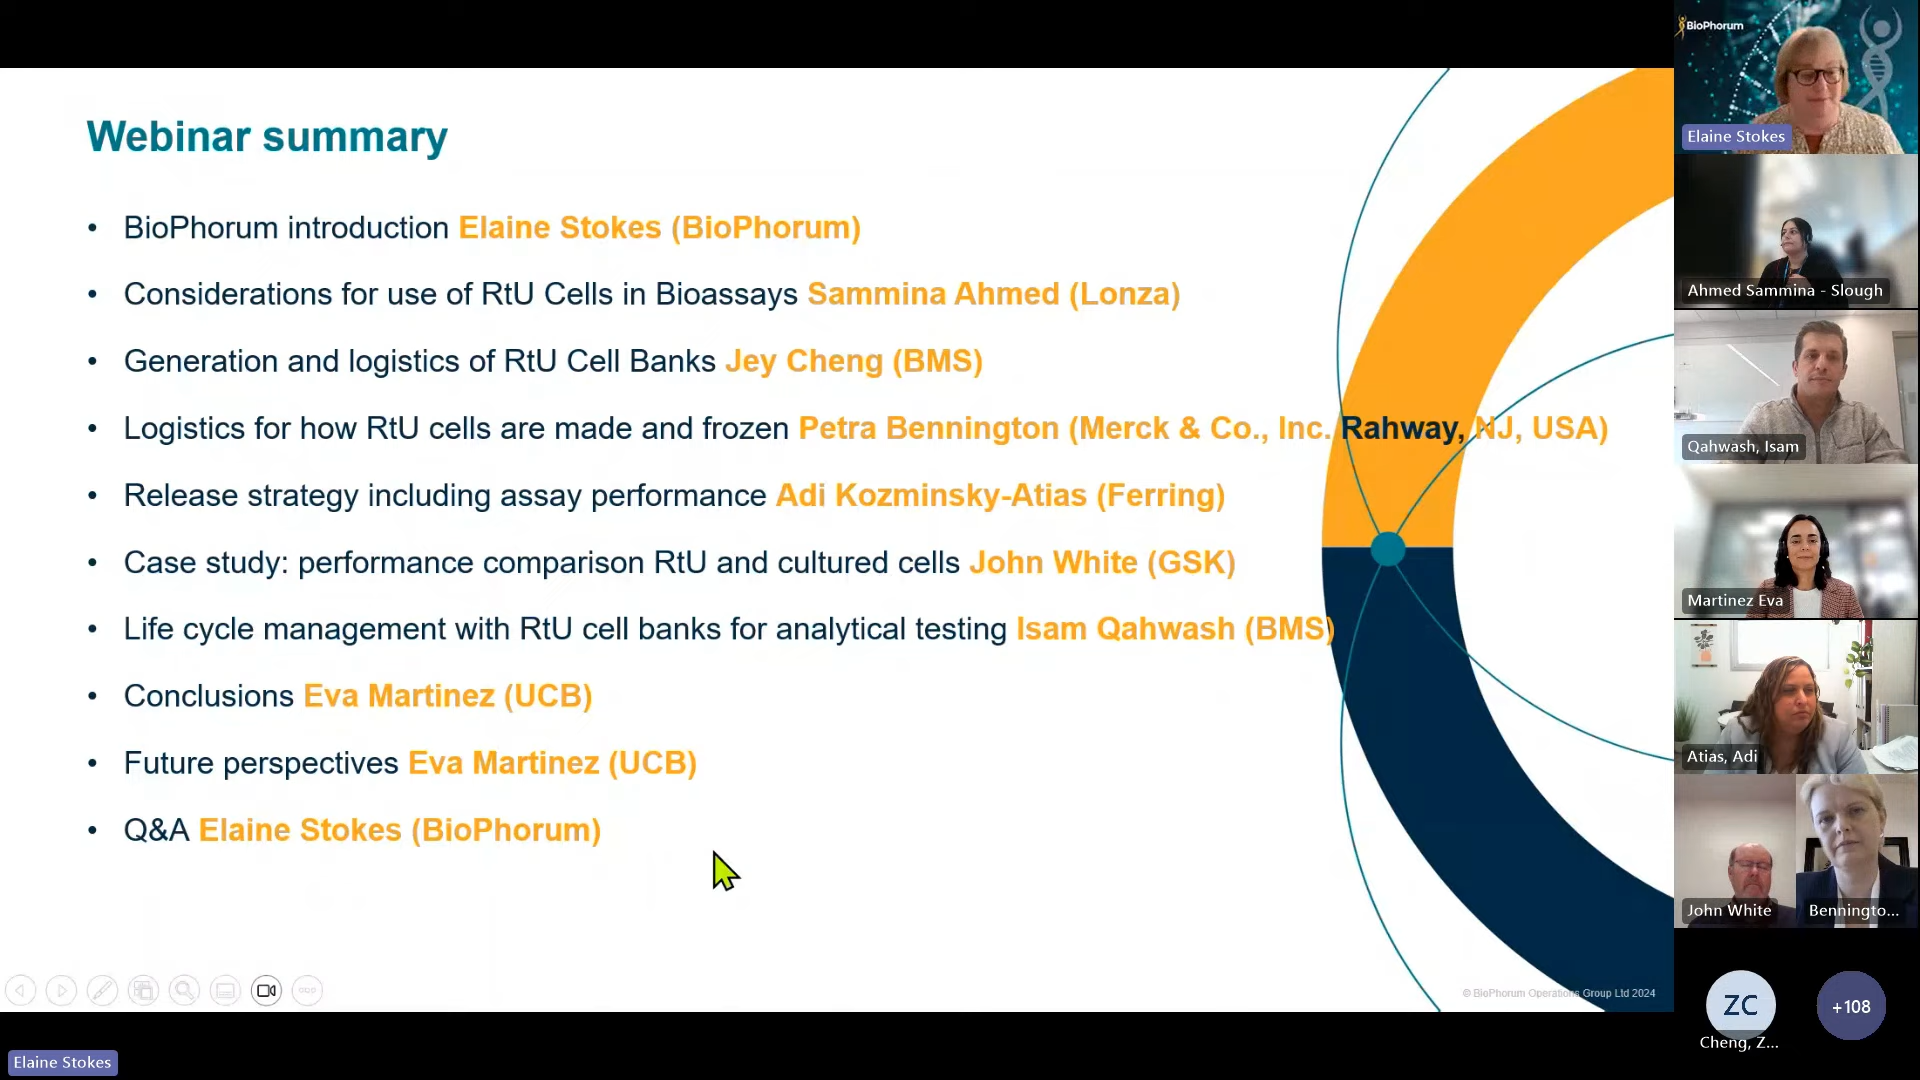 Webinar summary
• BioPhorum introduction Elaine Stokes (BioPhorum)
• Considerations for use of RtU Cells in Bioassays Sammina Ahmed (Lonza)
• Generation and logistics of RtU Cell Banks Jey Cheng (BMS)
• Logistics for how RtU cells are made and frozen Petra Bennington (Merck & Co., Inc. Rahway, NJ, USA)
• Release strategy including assay performance Adi Kozminsky-Atias (Ferring)
• Case study: performance comparison RtU and cultured cells John White (GSK)
• Life cycle management with RtU cell banks for analytical testing Isam Qahwash (BMS)
• Conclusions Eva Martinez (UCB)
• Future perspectives Eva Martinez (UCB)
• Q&A Elaine Stokes (BioPhorum)
© BioPhorum Operations Group Ltd 2024
Elaine Stokes
BioPhorum
Elaine Stokes
Ahmed Sammina - Slough
Qahwash, Isam
Martinez Eva
Atias, Adi
John White
Benningto...
ZC
Cheng, Z...
+108